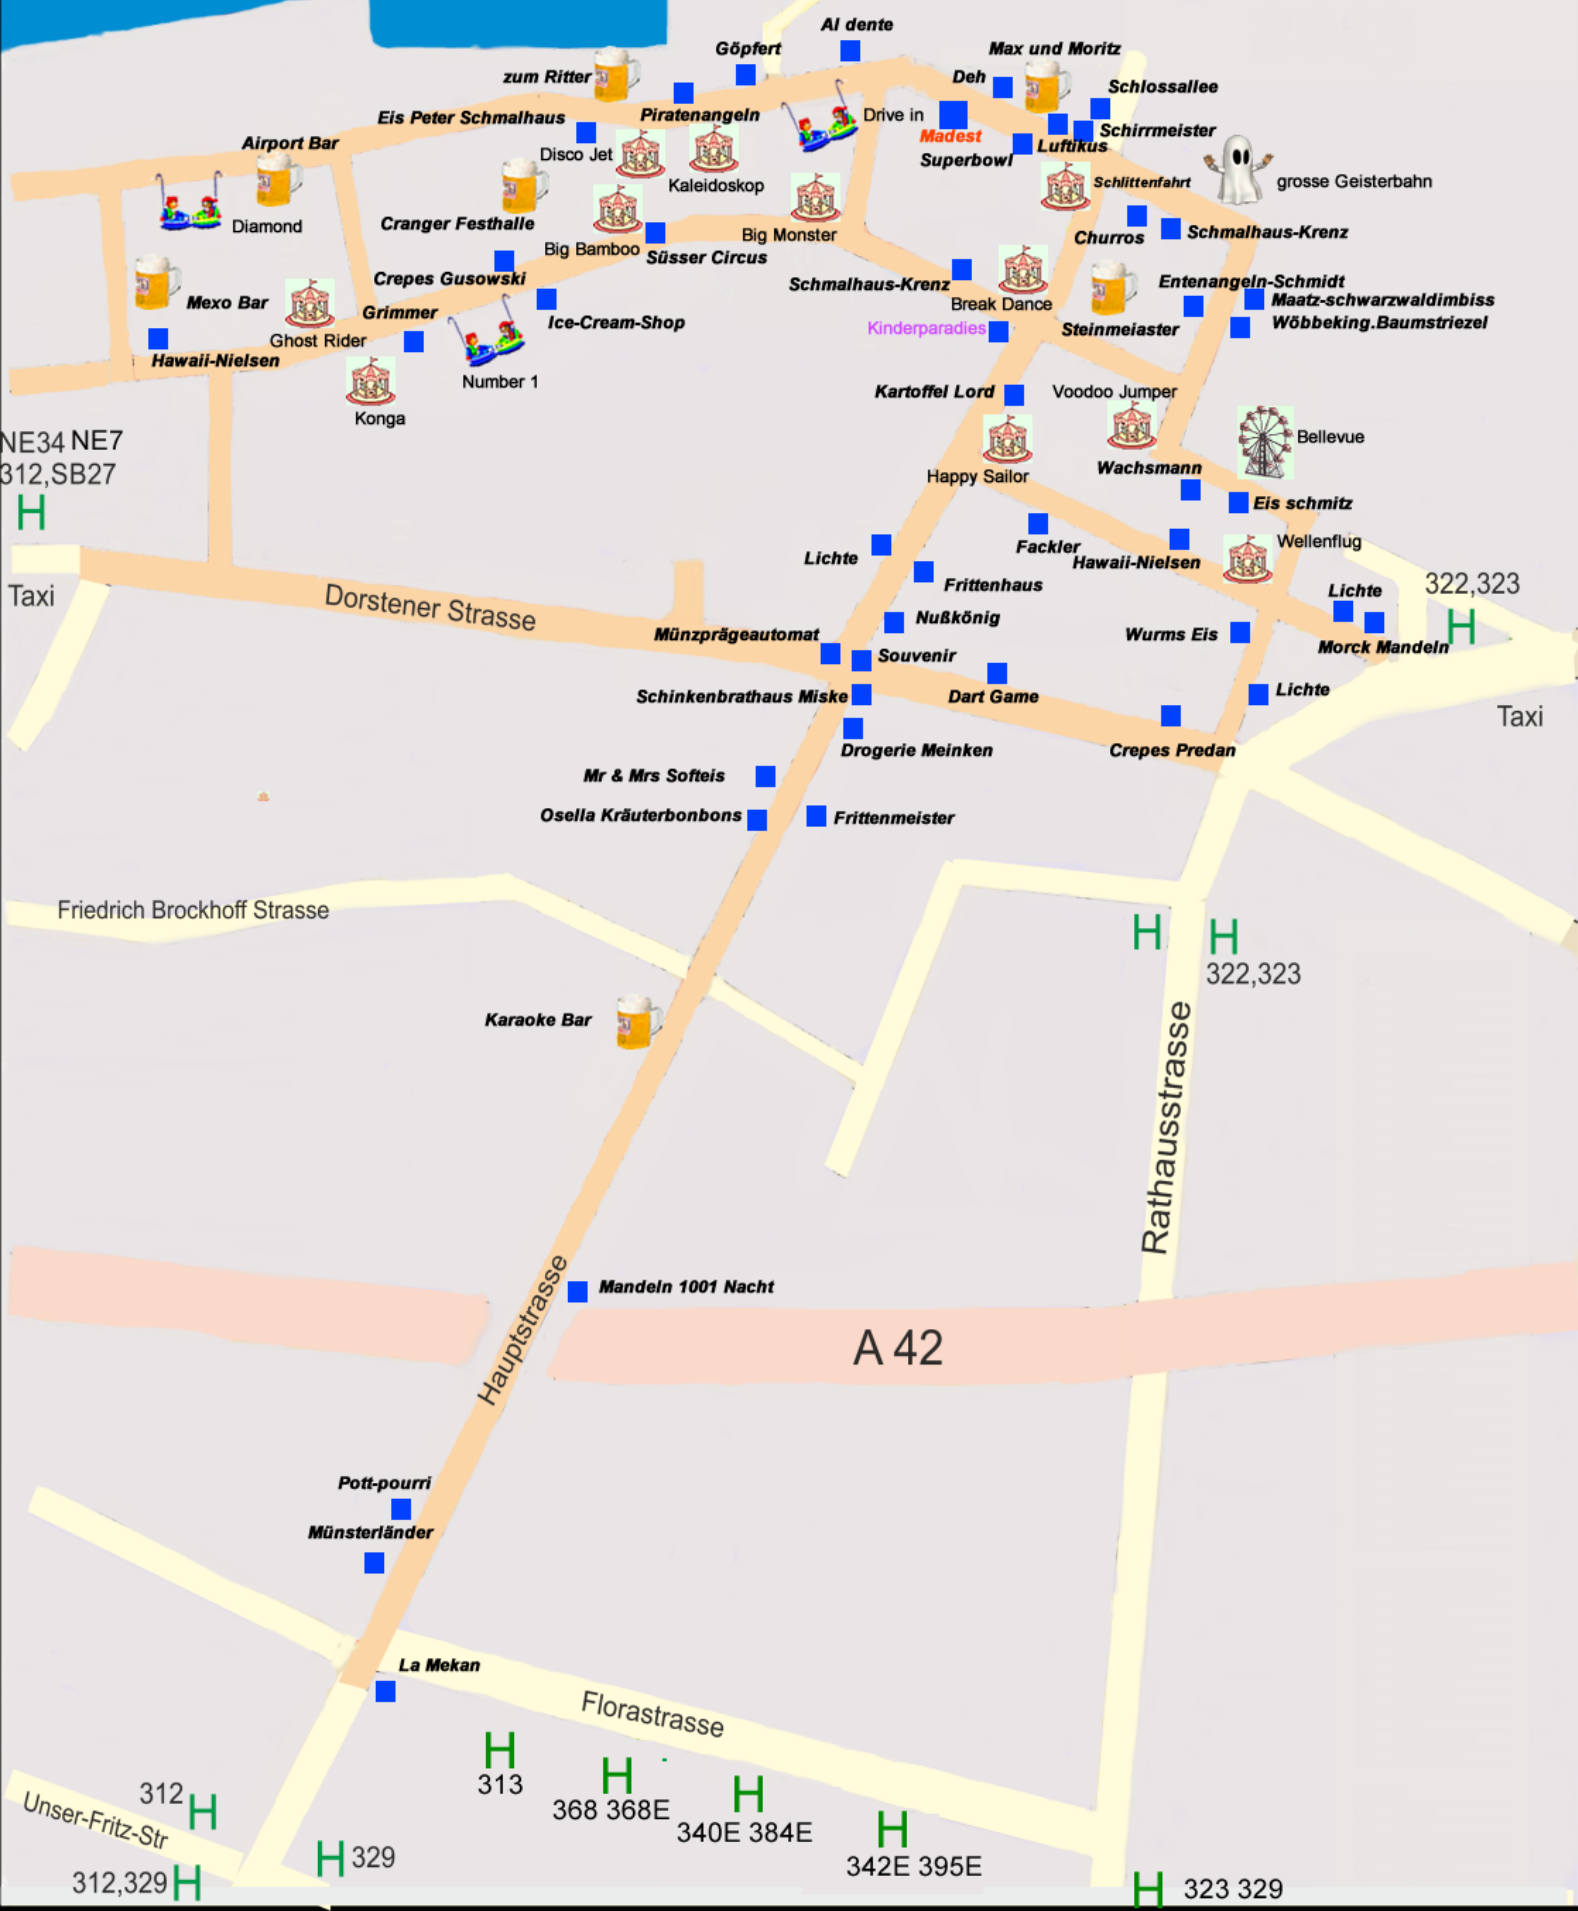 Al dente
Göpfert
Max und Moritz
zum Ritter
Deh
Schlossallee
Eis Peter Schmalhaus
Piratenangeln
Drive in
Madest
Schirrmeister
Airport Bar
Luftikus
Disco Jet
Superbowl
Kaleidoskop
Schlittenfahrt
grosse Geisterbahn
Diamond
Cranger Festhalle
Big Monster
Churros
Schmalhaus-Krenz
Big Bamboo
Süsser Circus
Crepes Gusowski
Schmalhaus-Krenz
Entenangeln-Schmidt
Mexo Bar
Break Dance
Maatz-schwarzwaldimbiss
Grimmer
Ice-Cream-Shop
Kinderparadies
Steinmeiaster
Wöbbeking.Baumstriezel
Ghost Rider
Hawaii-Nielsen
Number 1
Kartoffel Lord
Voodoo Jumper
Konga
NE34 NE7
312,SB27
H
Bellevue
Wachsmann
Happy Sailor
Eis schmitz
Fackler
Wellenflug
Lichte
Hawaii-Nielsen
Frittenhaus
322,323
H
Taxi
Dorstener Strasse
Lichte
Nußkönig
Münzprägeautomat
Wurms Eis
Morck Mandeln
Souvenir
Schinkenbrathaus Miske
Dart Game
Lichte
Taxi
Drogerie Meinken
Crepes Predan
Mr & Mrs Softeis
Osella Kräuterbonbons
Frittenmeister
Friedrich Brockhoff Strasse
H
H
322,323
Karaoke Bar
Rathausstrasse
Mandeln 1001 Nacht
Hauptstrasse
A 42
Pott-pourri
Münsterländer
La Mekan
Florastrasse
H
313
H
368 368E
H
340E 384E
H
342E 395E
312 H
Unser-Fritz-Str
H 329
312,329 H
H 323 329